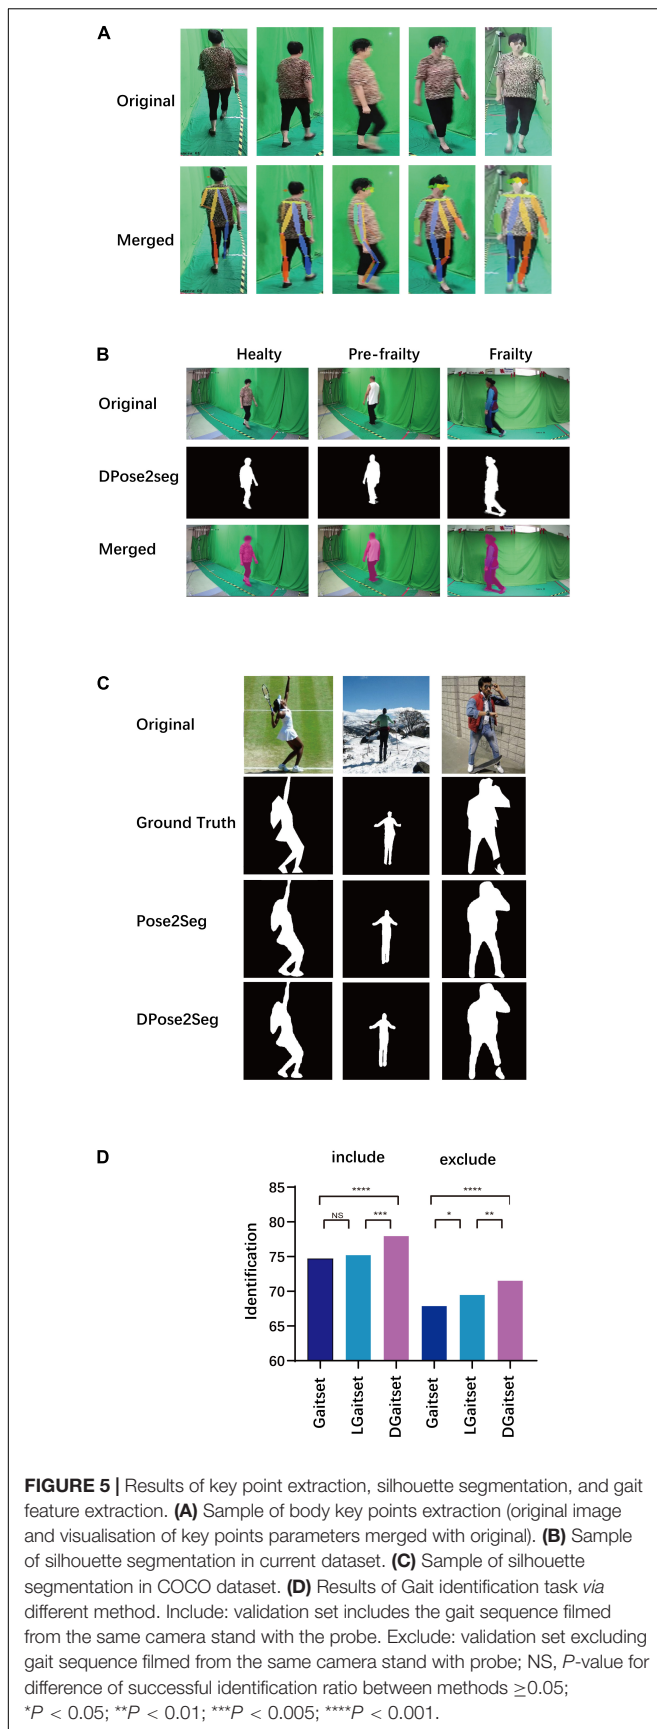 A
Original
Merged
B
Healty Pre-frailty Frailty
Original
DPose2seg
Merged
C
Original
Ground Truth
Pose2Seg
DPose2Seg
D
include exclude
85
80
75
70
65
60
Identification
**** ****
NS *** * **
Gaitset LGaitset DGaitset Gaitset LGaitset DGaitset
FIGURE 5 | Results of key point extraction, silhouette segmentation, and gait
feature extraction. (A) Sample of body key points extraction (original image
and visualisation of key points parameters merged with original). (B) Sample
of silhouette segmentation in current dataset. (C) Sample of silhouette
segmentation in COCO dataset. (D) Results of Gait identification task via
different method. Include: validation set includes the gait sequence filmed
from the same camera stand with the probe. Exclude: validation set excluding
gait sequence filmed from the same camera stand with probe; NS, P-value for
difference of successful identification ratio between methods ≥0.05;
*P < 0.05; **P < 0.01; ***P < 0.005; ****P < 0.001.